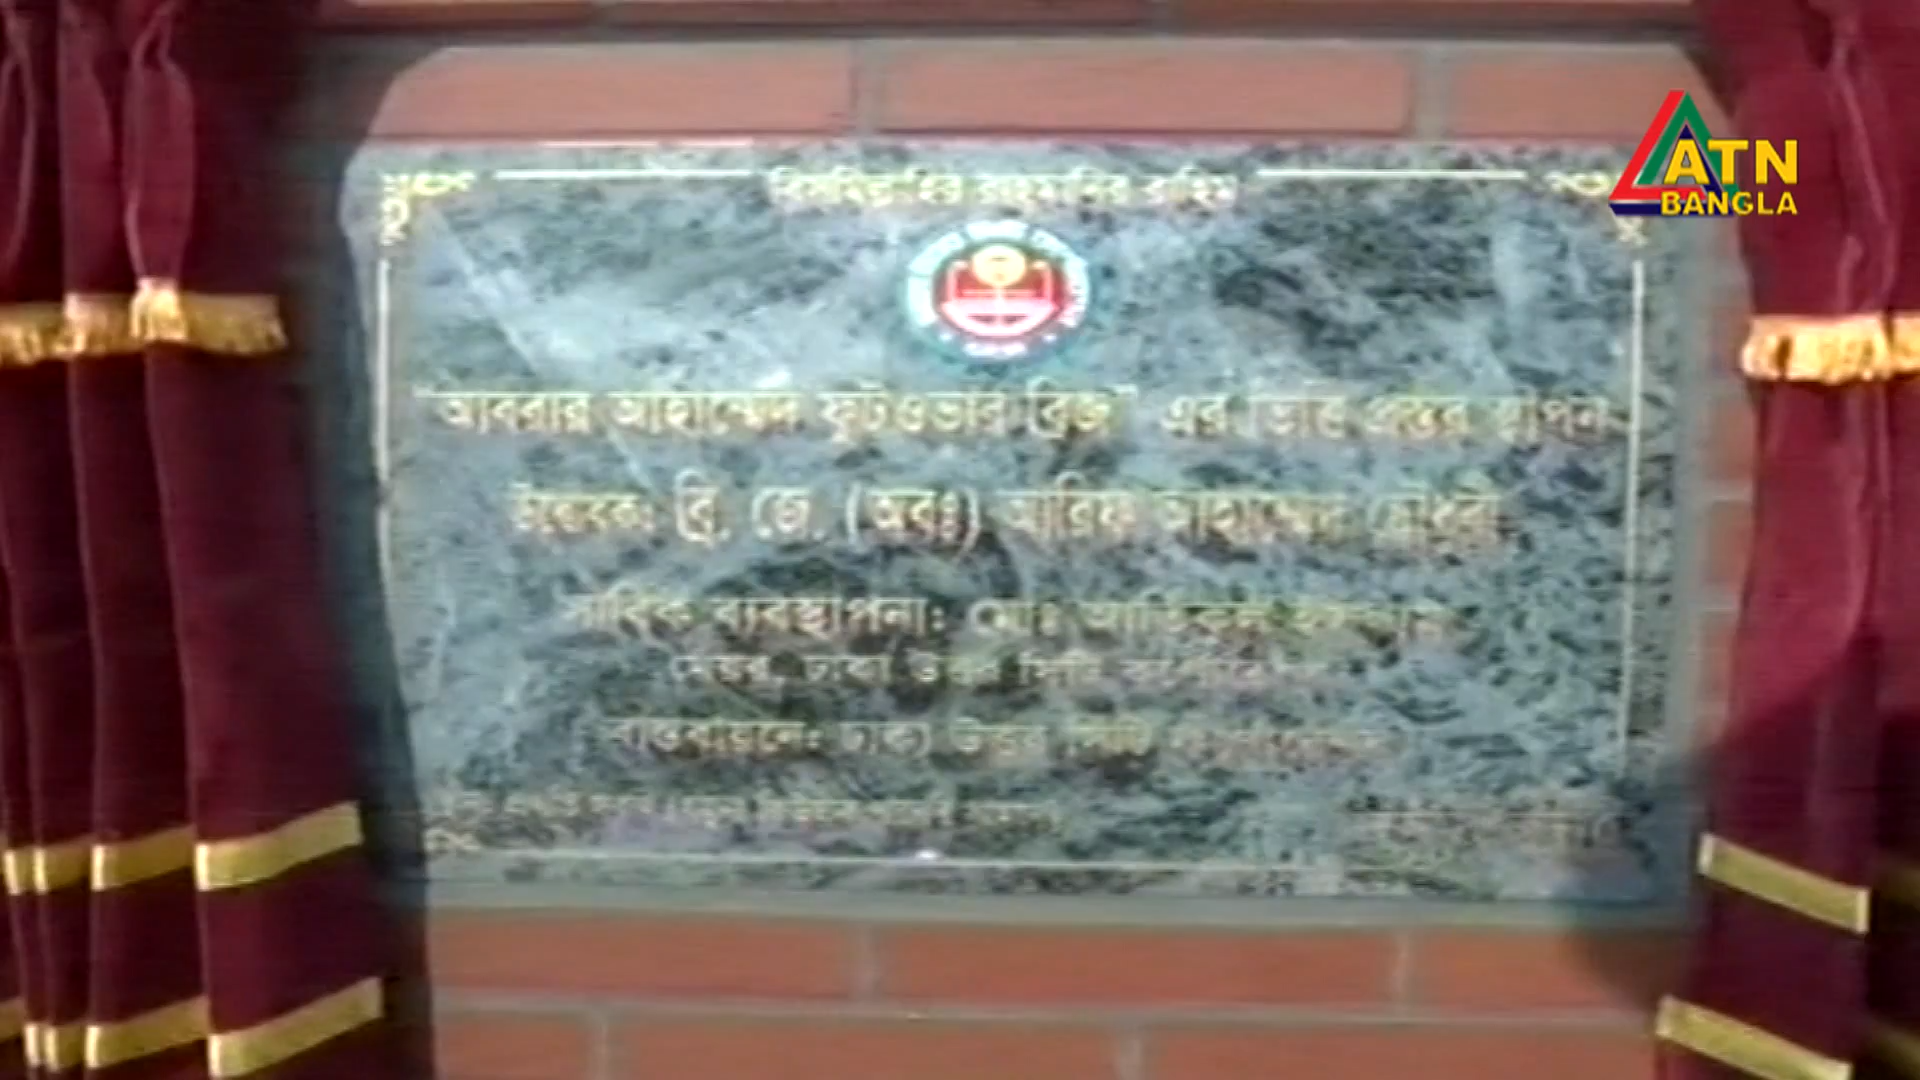 বিসমিল্লাহির রাহমানির রাহিম
"আবরার আহাম্মেদ ফুটওভার ব্রিজ" এর ভিত্তি প্রস্তর স্থাপন
উদ্বোধক: ব্রি. জে. (অবঃ) আরিফ আহাম্মেদ চৌধুরী
সার্বিক ব্যবস্থাপনা: মোঃ আতিকুল ইসলাম
মেয়র, ঢাকা উত্তর সিটি কর্পোরেশন
বাস্তবায়নে: ঢাকা উত্তর সিটি কর্পোরেশন
ATN
BANGLA